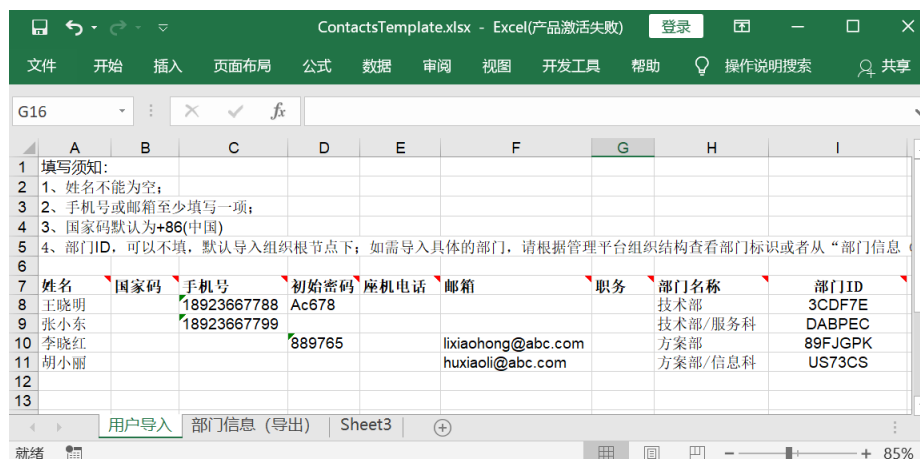 ContactsTemplate.xlsx - Excel(产品激活失败) 登录
文件 开始 插入 页面布局 公式 数据 审阅 视图 开发工具 帮助 操作说明搜索 共享
G16 fx
A B C D E F G H I
1 填写须知:
2 1、姓名不能为空;
3 2、手机号或邮箱至少填写一项;
4 3、国家码默认为+86(中国)
5 4、部门ID，可以不填，默认导入组织根节点下；如需导入具体的部门，请根据管理平台组织结构查看部门标识或者从“部门信息（
6
7 姓名 国家码 手机号 初始密码 座机电话 邮箱 职务 部门名称 部门ID
8 王晓明 18923667788 Ac678 技术部 3CDF7E
9 张小东 18923667799 技术部/服务科 DABPEC
10 李晓红 889765 lixiaohong@abc.com 方案部 89FJGPK
11 胡小丽 huxiaoli@abc.com 方案部/信息科 US73CS
12
13
用户导入 部门信息（导出） Sheet3
就绪 85%